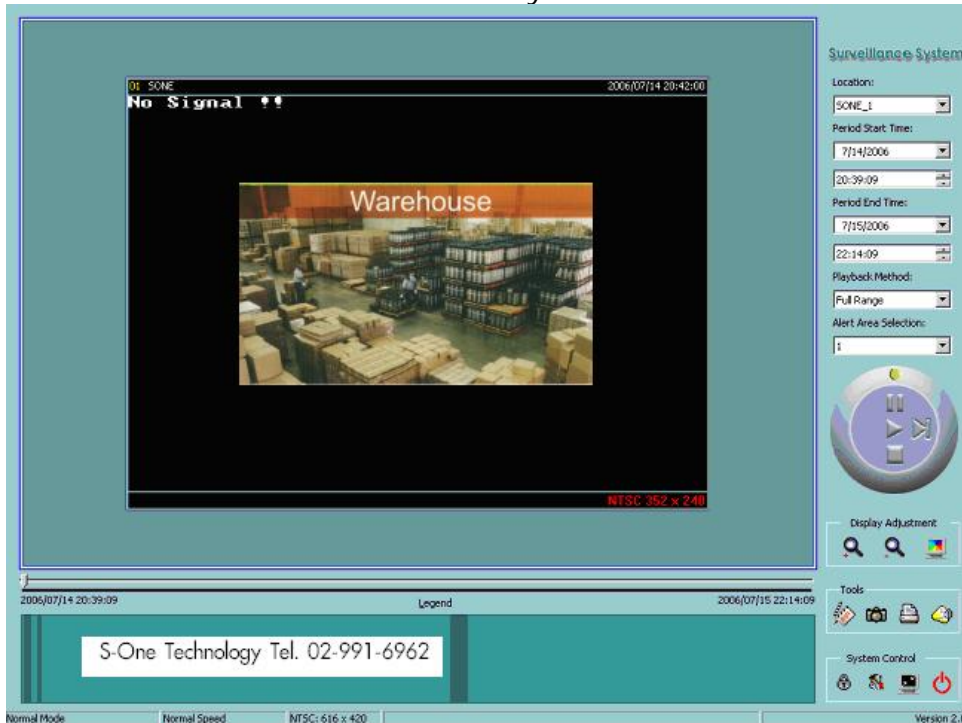 01 SONE 2006/07/14 20:42:00
No Signal !!
Warehouse
NTSC 352 x 240
Surveillance System
Location:
SONE_1
Period Start Time:
7/14/2006
20:39:09
Period End Time:
7/15/2006
22:14:09
Playback Method:
Full Range
Alert Area Selection:
1
Display Adjustment
Tools
System Control
2006/07/14 20:39:09 Legend 2006/07/15 22:14:09
S-One Technology Tel. 02-991-6962
Normal Mode Normal Speed NTSC: 616 x 420 Version 2.